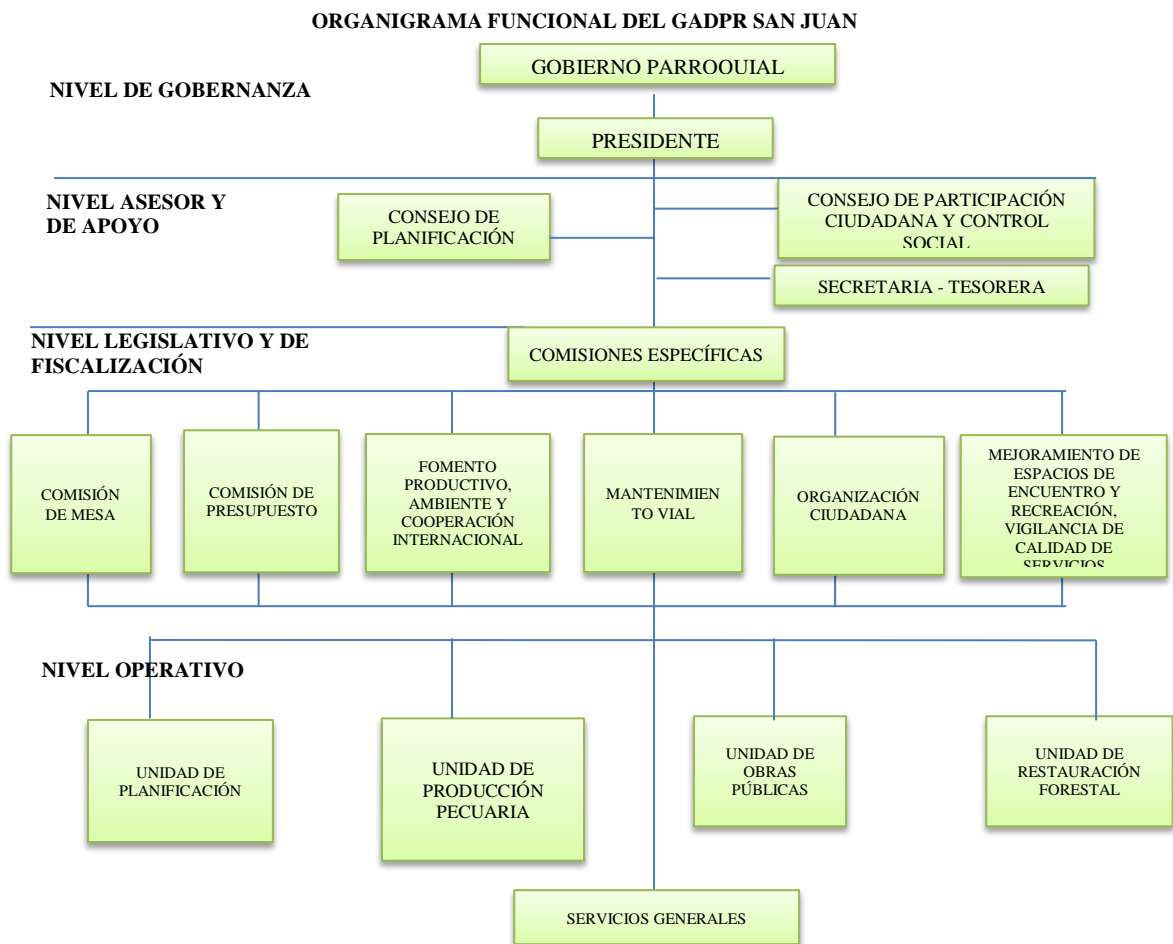 ORGANIGRAMA FUNCIONAL DEL GADPR SAN JUAN
GOBIERNO PARROQUIAL
NIVEL DE GOBERNANZA
PRESIDENTE
NIVEL ASESOR Y
DE APOYO
CONSEJO DE
PLANIFICACIÓN
CONSEJO DE PARTICIPACIÓN
CIUDADANA Y CONTROL
SOCIAL
SECRETARIA - TESORERA
NIVEL LEGISLATIVO Y DE
FISCALIZACIÓN
COMISIONES ESPECÍFICAS
COMISIÓN
DE MESA
COMISIÓN DE
PRESUPUESTO
FOMENTO
PRODUCTIVO,
AMBIENTE Y
COOPERACIÓN
INTERNACIONAL
MANTENIMIEN
TO VIAL
ORGANIZACIÓN
CIUDADANA
MEJORAMIENTO DE
ESPACIOS DE
ENCUENTRO Y
RECREACIÓN,
VIGILANCIA DE
CALIDAD DE
SERVICIOS
NIVEL OPERATIVO
UNIDAD DE
PLANIFICACIÓN
UNIDAD DE
PRODUCCIÓN
PECUARIA
UNIDAD DE
OBRAS
PÚBLICAS
UNIDAD DE
RESTAURACIÓN
FORESTAL
SERVICIOS GENERALES